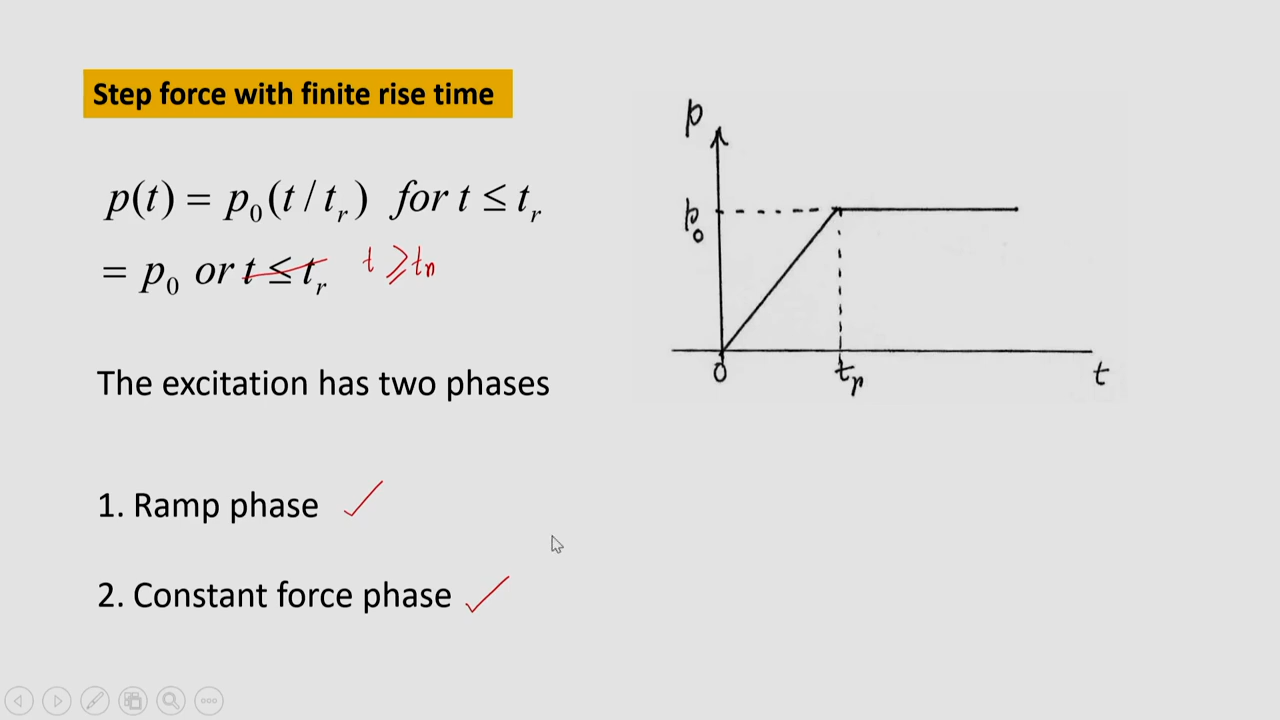 Step force with finite rise time
p(t) = p₀(t / tᵣ) for t ≤ tᵣ
= p₀ or t ≤ tᵣ t ⩾ tᵣ
The excitation has two phases
1. Ramp phase ✓
2. Constant force phase ✓
p
p₀
0 tᵣ t